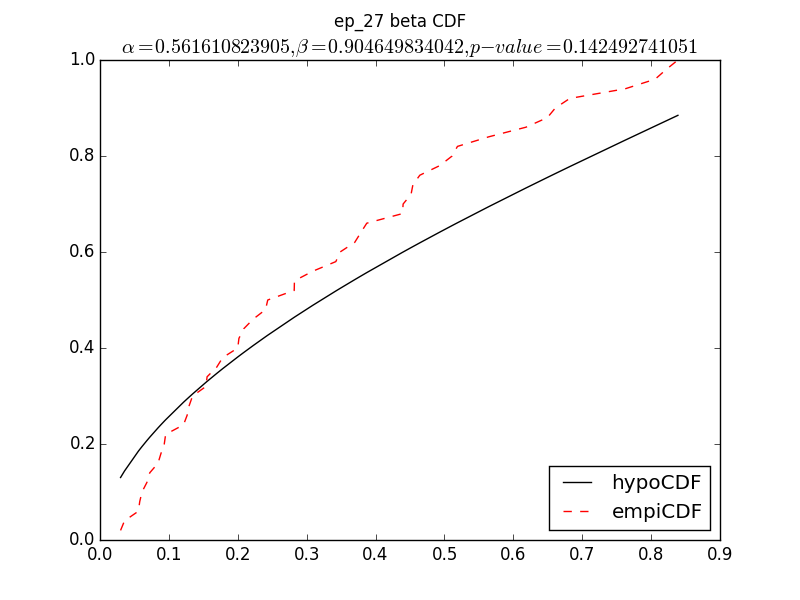 ep_27 beta CDF
α=0.561610823905,β=0.904649834042,p−value=0.142492741051
1.0
0.8
0.6
0.4
0.2
0.0
0.0 0.1 0.2 0.3 0.4 0.5 0.6 0.7 0.8 0.9
hypoCDF
empiCDF